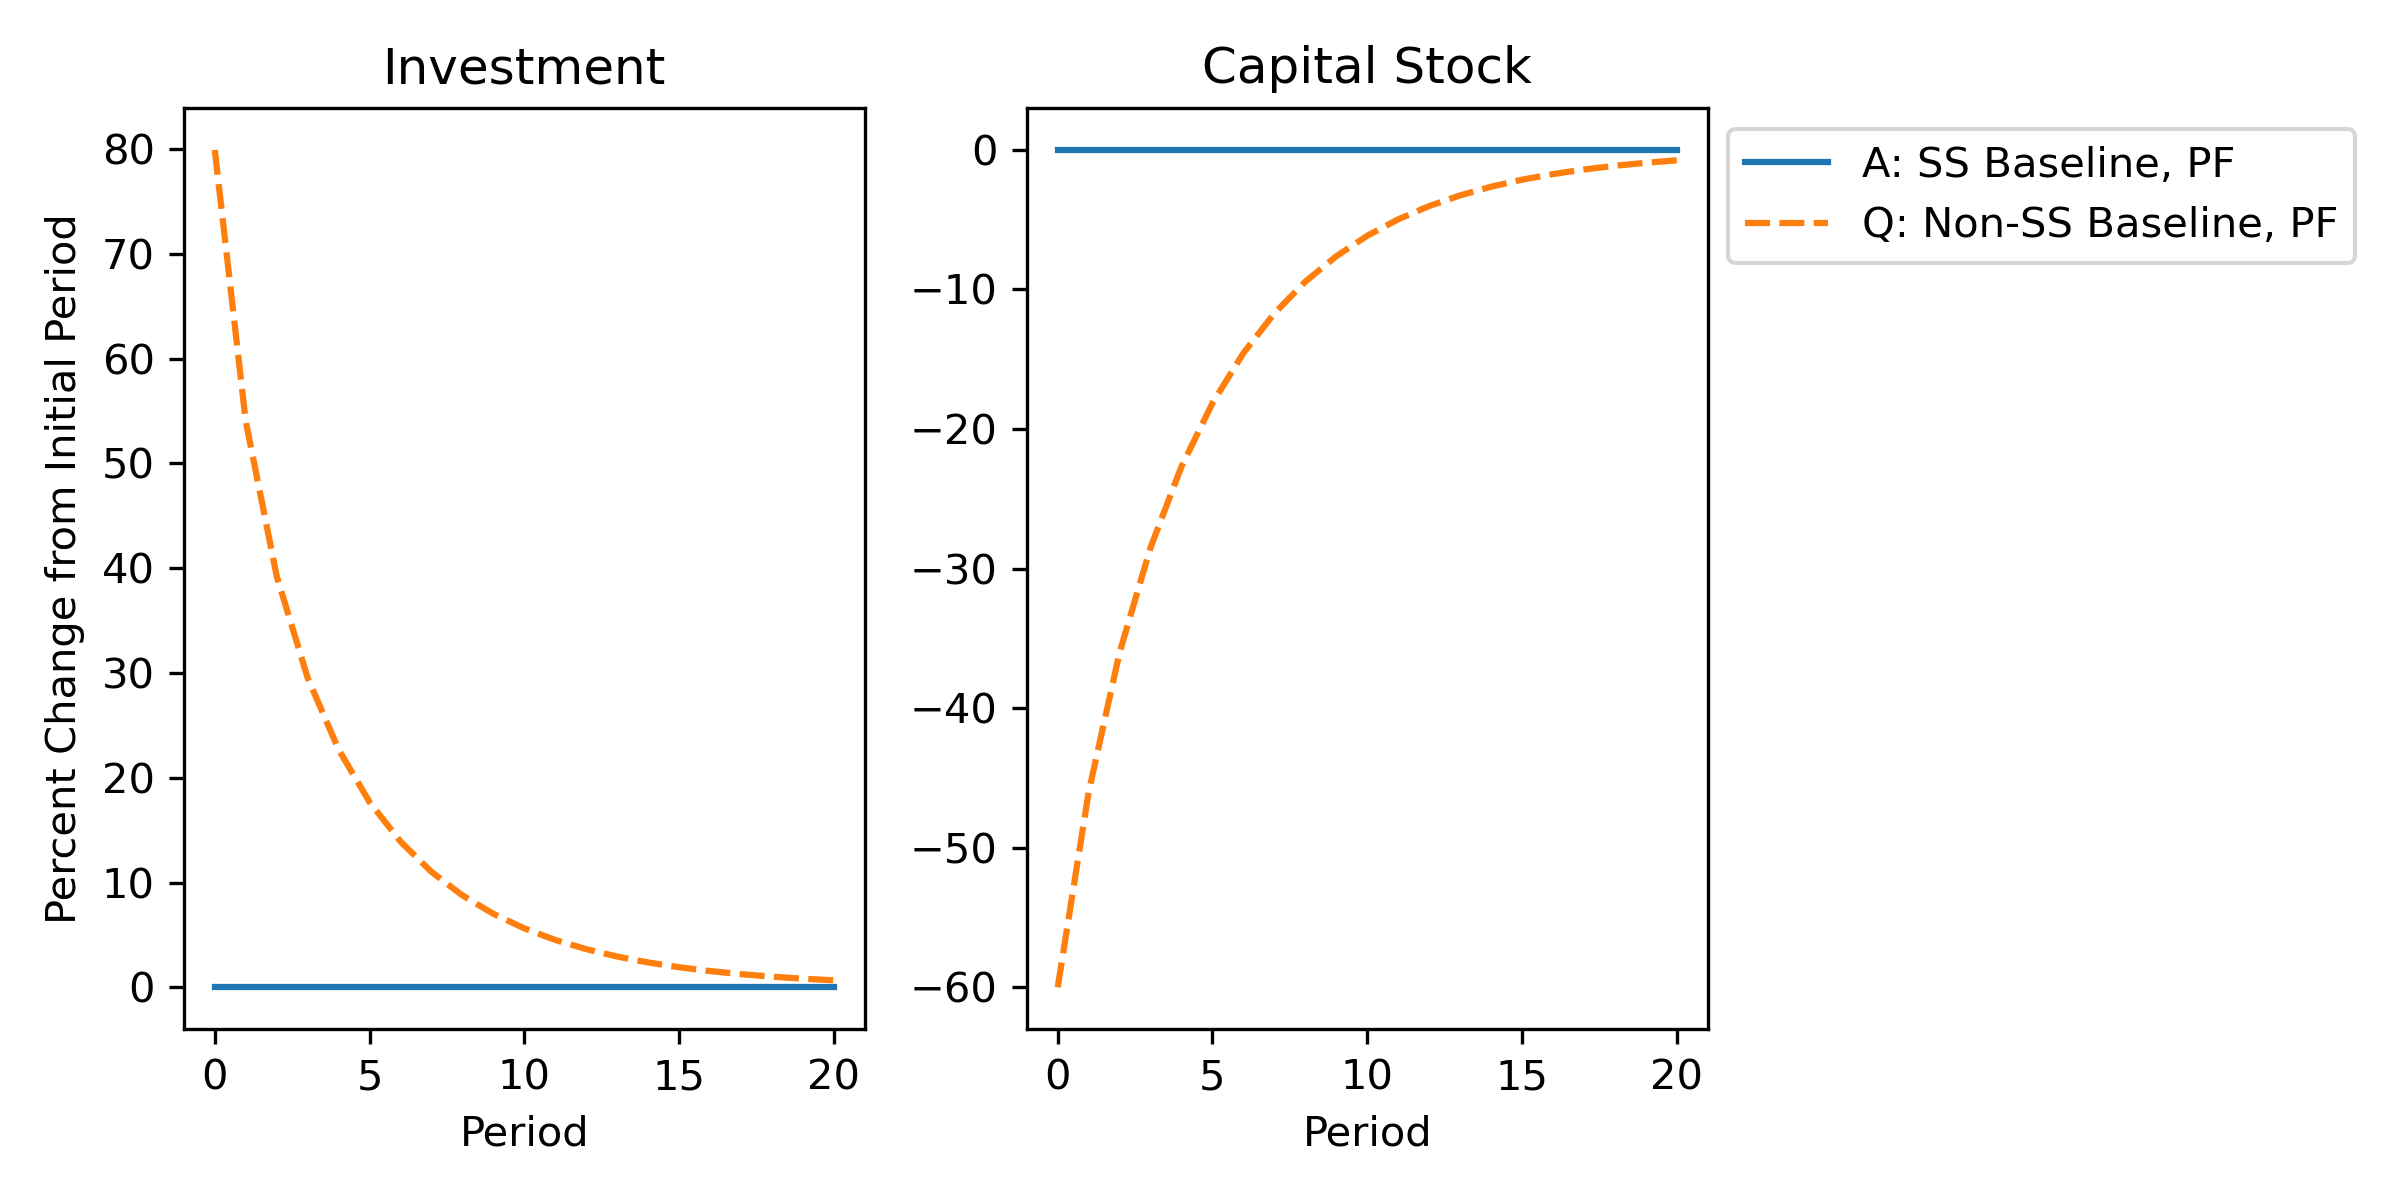 Investment
Capital Stock
Percent Change from Initial Period
80
70
60
50
40
30
20
10
0
0 5 10 15 20
Period
0
−10
−20
−30
−40
−50
−60
0 5 10 15 20
Period
A: SS Baseline, PF
Q: Non-SS Baseline, PF